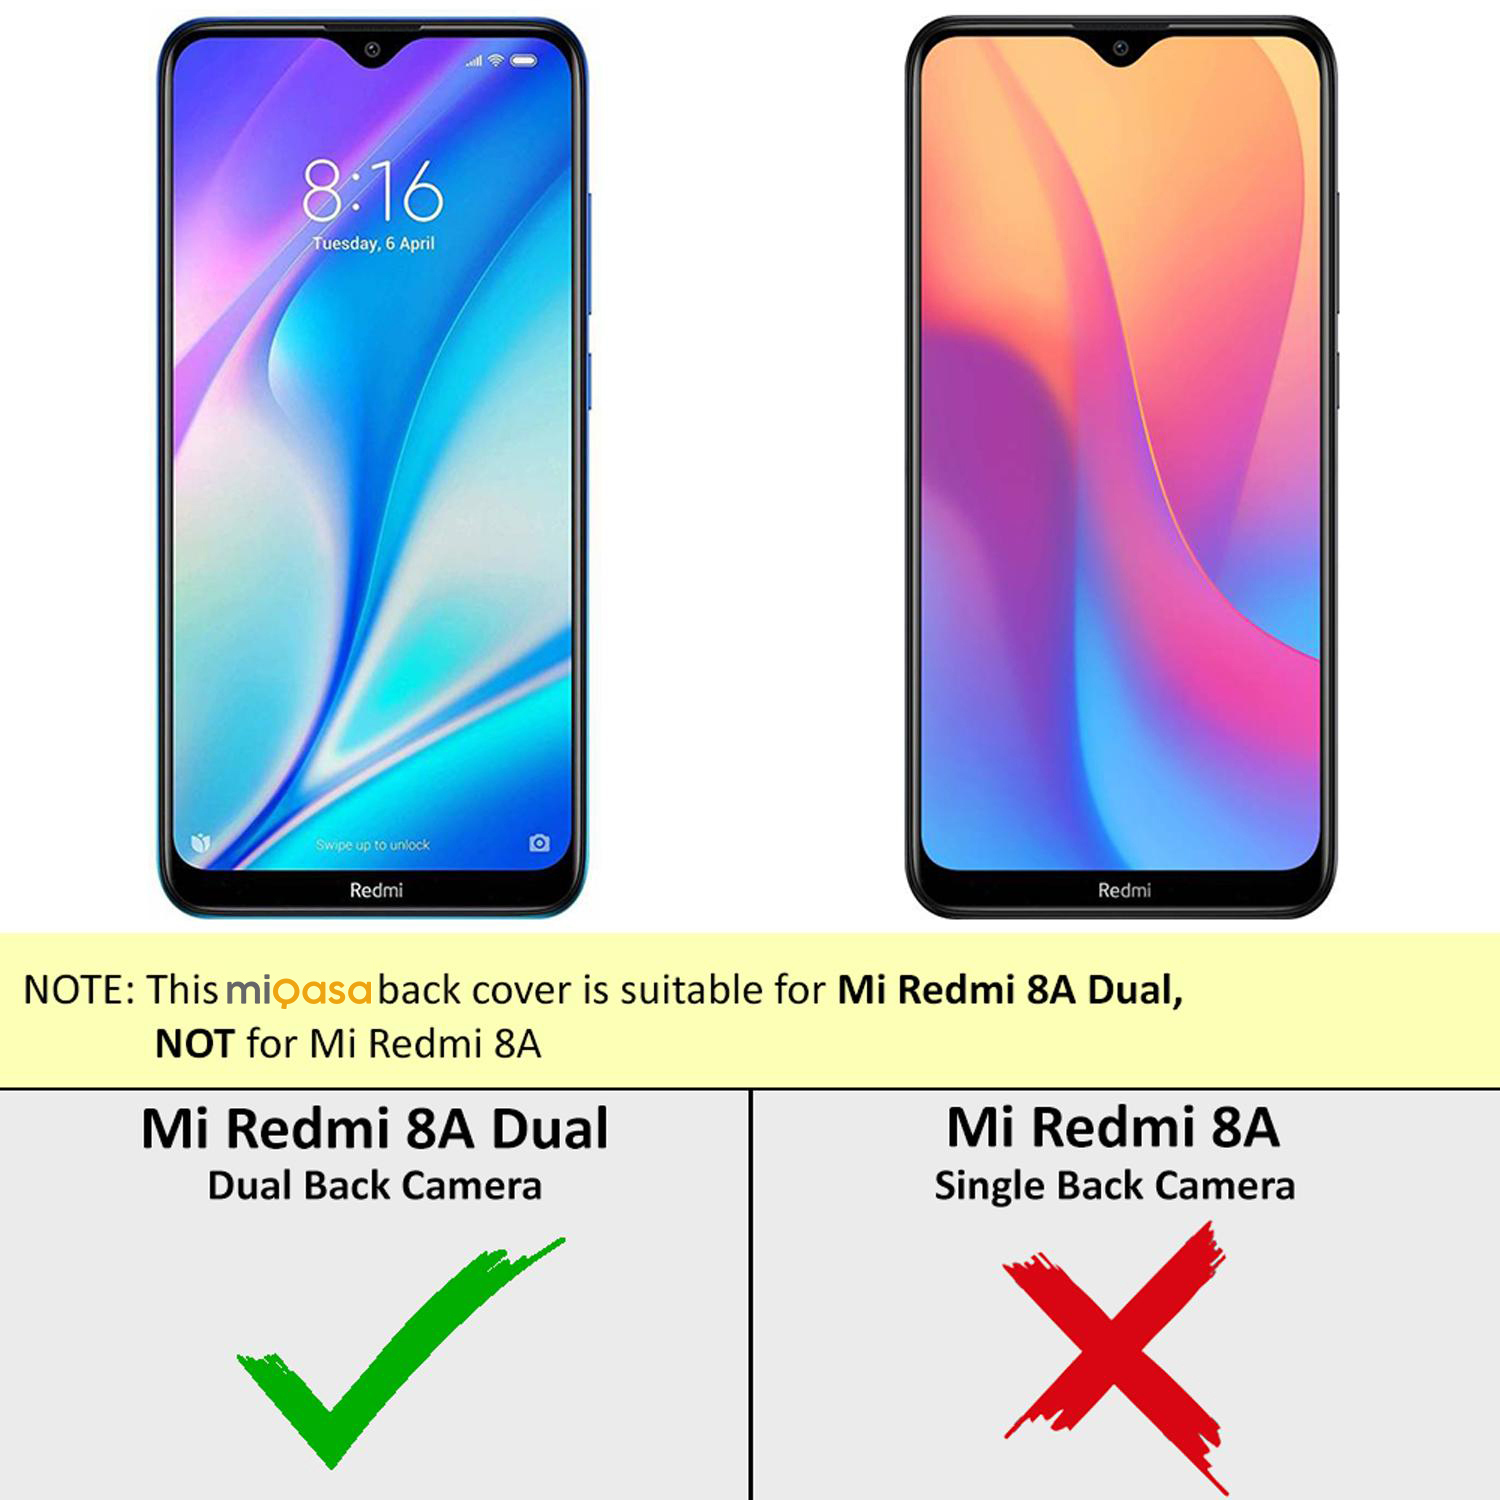 8:16
Tuesday, 6 April
Swipe up to unlock
Redmi
Redmi
NOTE: This miQasa back cover is suitable for Mi Redmi 8A Dual,
NOT for Mi Redmi 8A
Mi Redmi 8A Dual
Dual Back Camera
Mi Redmi 8A
Single Back Camera